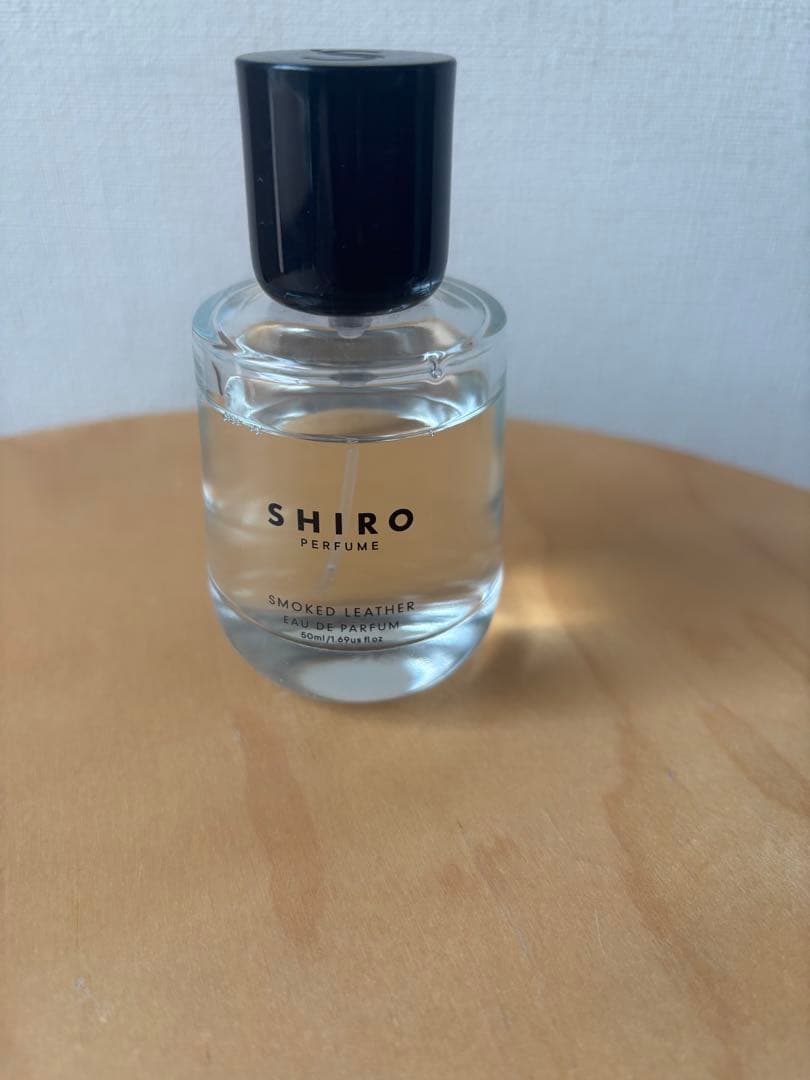 SHIRO
PERFUME
SMOKED LEATHER
EAU DE PARFUM
50ml/1.69us fl oz